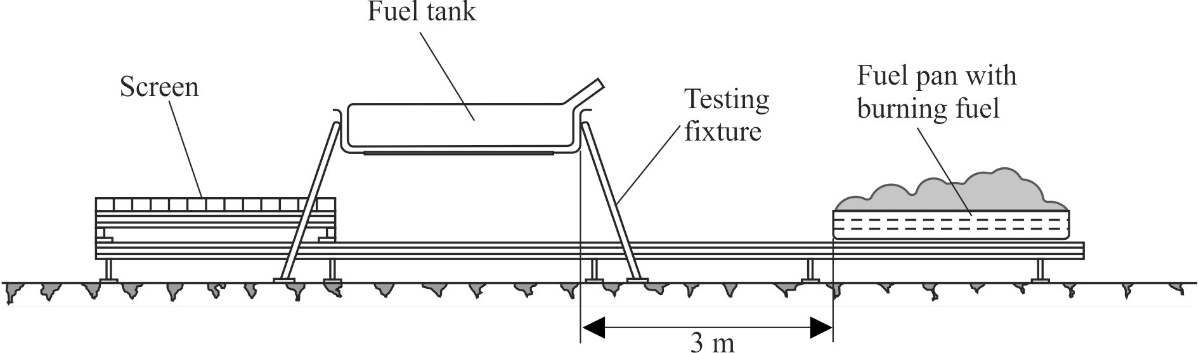 Fuel tank
Screen
Testing
fixture
Fuel pan with
burning fuel
3 m